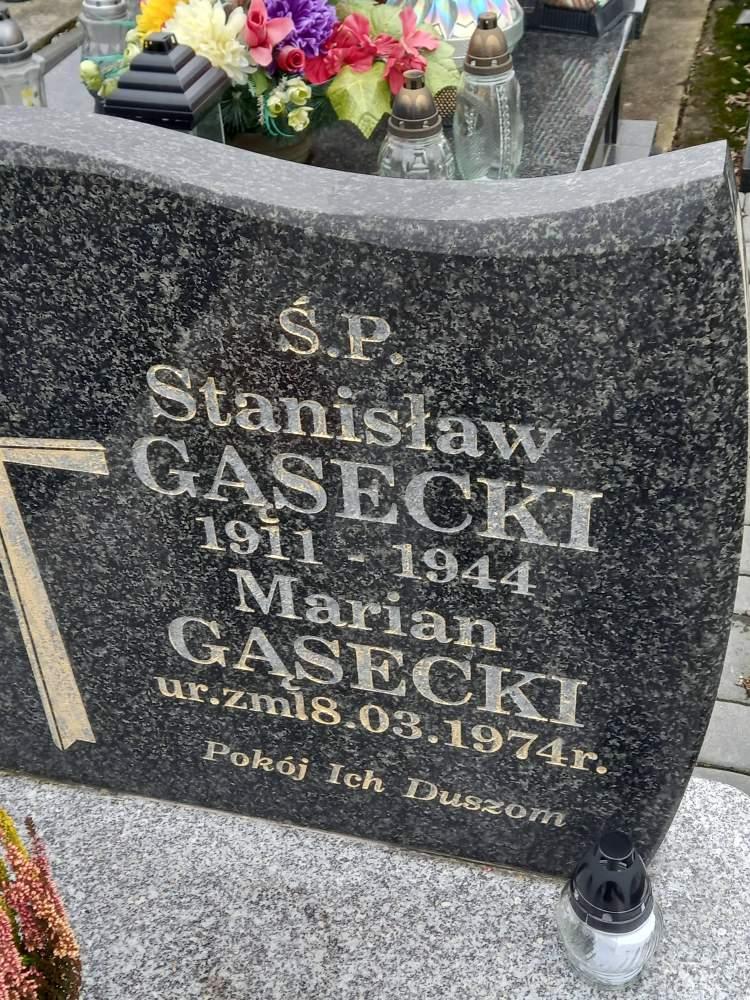 Ś.P.
Stanisław
GĄSECKI
1911 - 1944
Marian
GĄSECKI
ur.zm18.03.1974r.
Pokój Ich Duszom